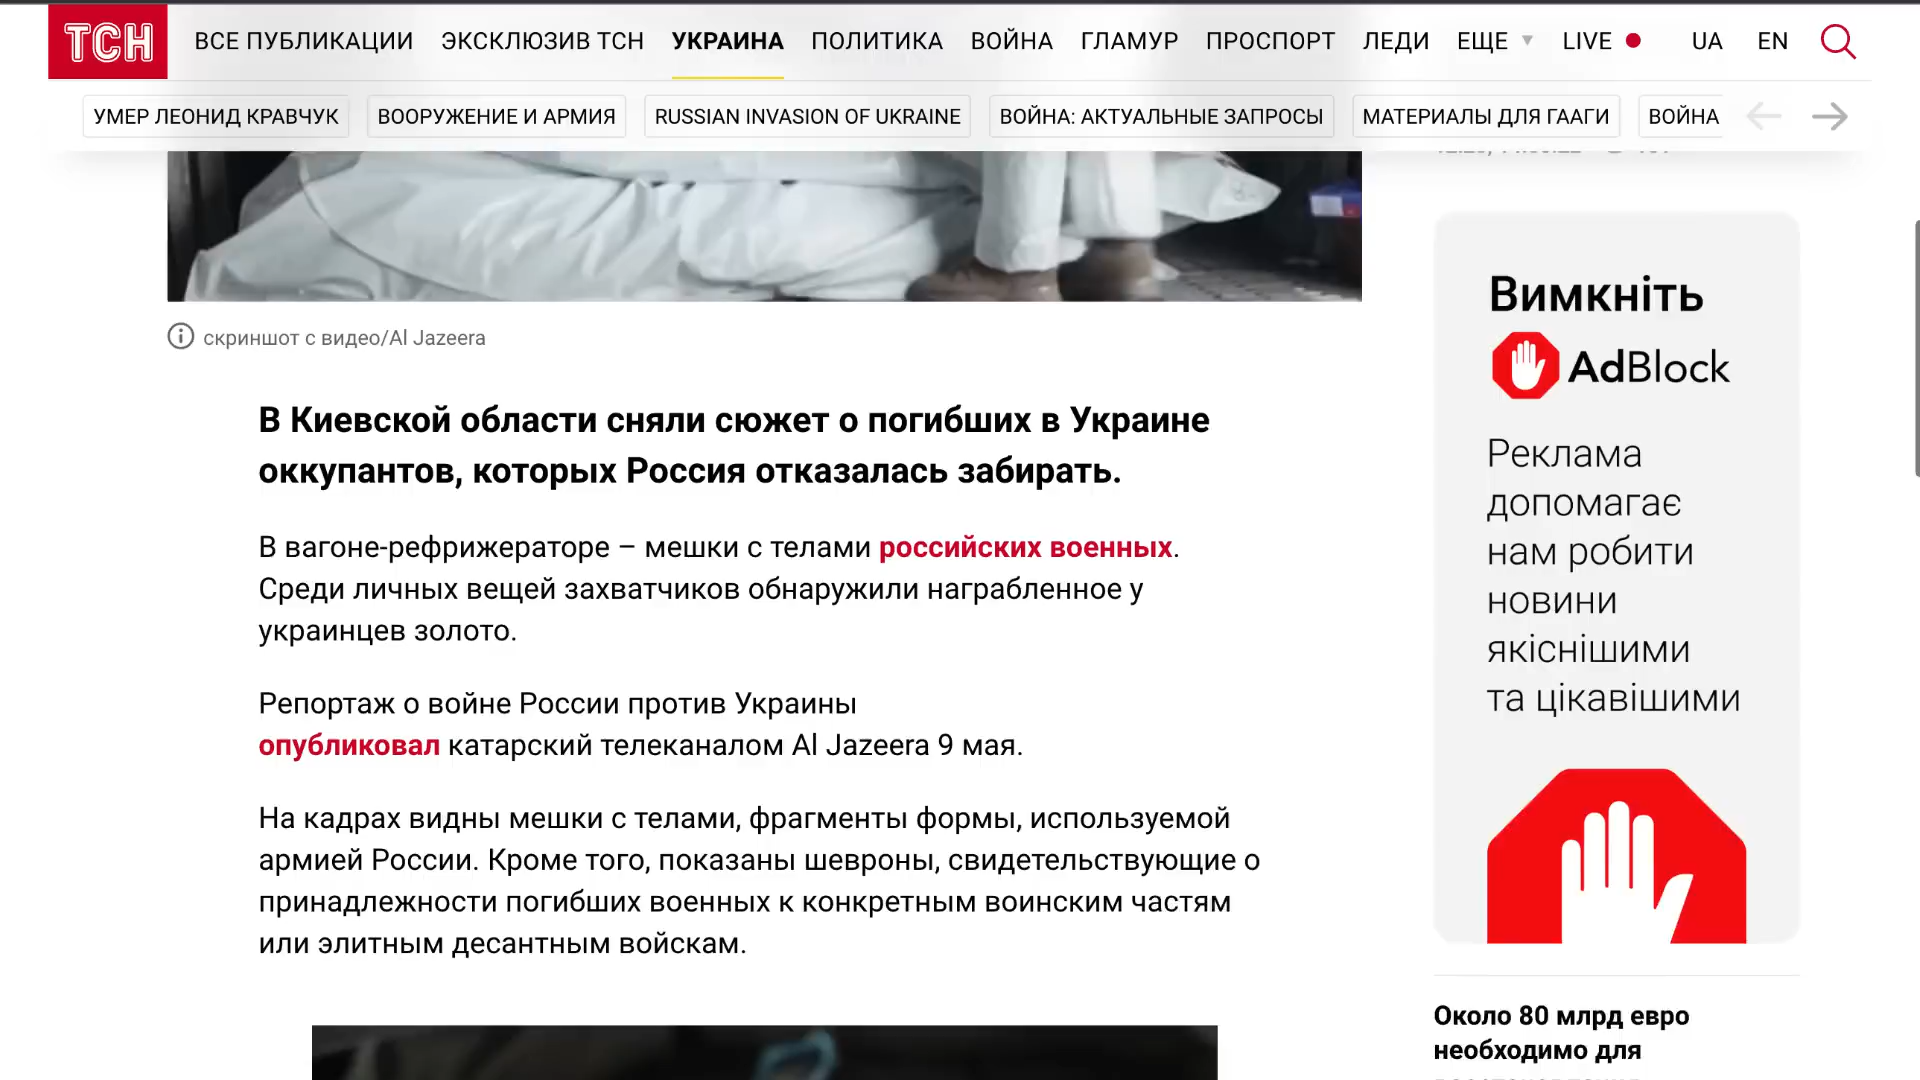 ТСН
ВСЕ ПУБЛИКАЦИИ ЭКСКЛЮЗИВ ТСН УКРАИНА ПОЛИТИКА ВОЙНА ГЛАМУР ПРОСПОРТ ЛЕДИ ЕЩЕ LIVE UA EN
УМЕР ЛЕОНИД КРАВЧУК ВООРУЖЕНИЕ И АРМИЯ RUSSIAN INVASION OF UKRAINE ВОЙНА: АКТУАЛЬНЫЕ ЗАПРОСЫ МАТЕРИАЛЫ ДЛЯ ГААГИ ВОЙНА
скриншот с видео/Al Jazeera
В Киевской области сняли сюжет о погибших в Украине
оккупантов, которых Россия отказалась забирать.
В вагоне-рефрижераторе – мешки с телами российских военных.
Среди личных вещей захватчиков обнаружили награбленное у
украинцев золото.
Репортаж о войне России против Украины
опубликовал катарский телеканалом Al Jazeera 9 мая.
На кадрах видны мешки с телами, фрагменты формы, используемой
армией России. Кроме того, показаны шевроны, свидетельствующие о
принадлежности погибших военных к конкретным воинским частям
или элитным десантным войскам.
Вимкніть
AdBlock
Реклама
допомагає
нам робити
новини
якіснішими
та цікавішими
Около 80 млрд евро
необходимо для